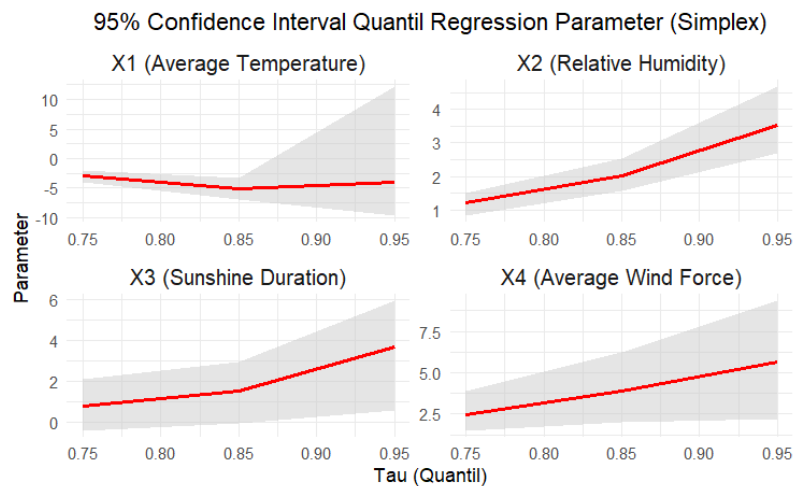 95% Confidence Interval Quantil Regression Parameter (Simplex)
X1 (Average Temperature)
X2 (Relative Humidity)
10
5
0
-5
-10
4
3
2
1
0.75 0.80 0.85 0.90 0.95
0.75 0.80 0.85 0.90 0.95
Parameter
X3 (Sunshine Duration)
X4 (Average Wind Force)
6
4
2
0
7.5
5.0
2.5
0.75 0.80 0.85 0.90 0.95
0.75 0.80 0.85 0.90 0.95
Tau (Quantil)